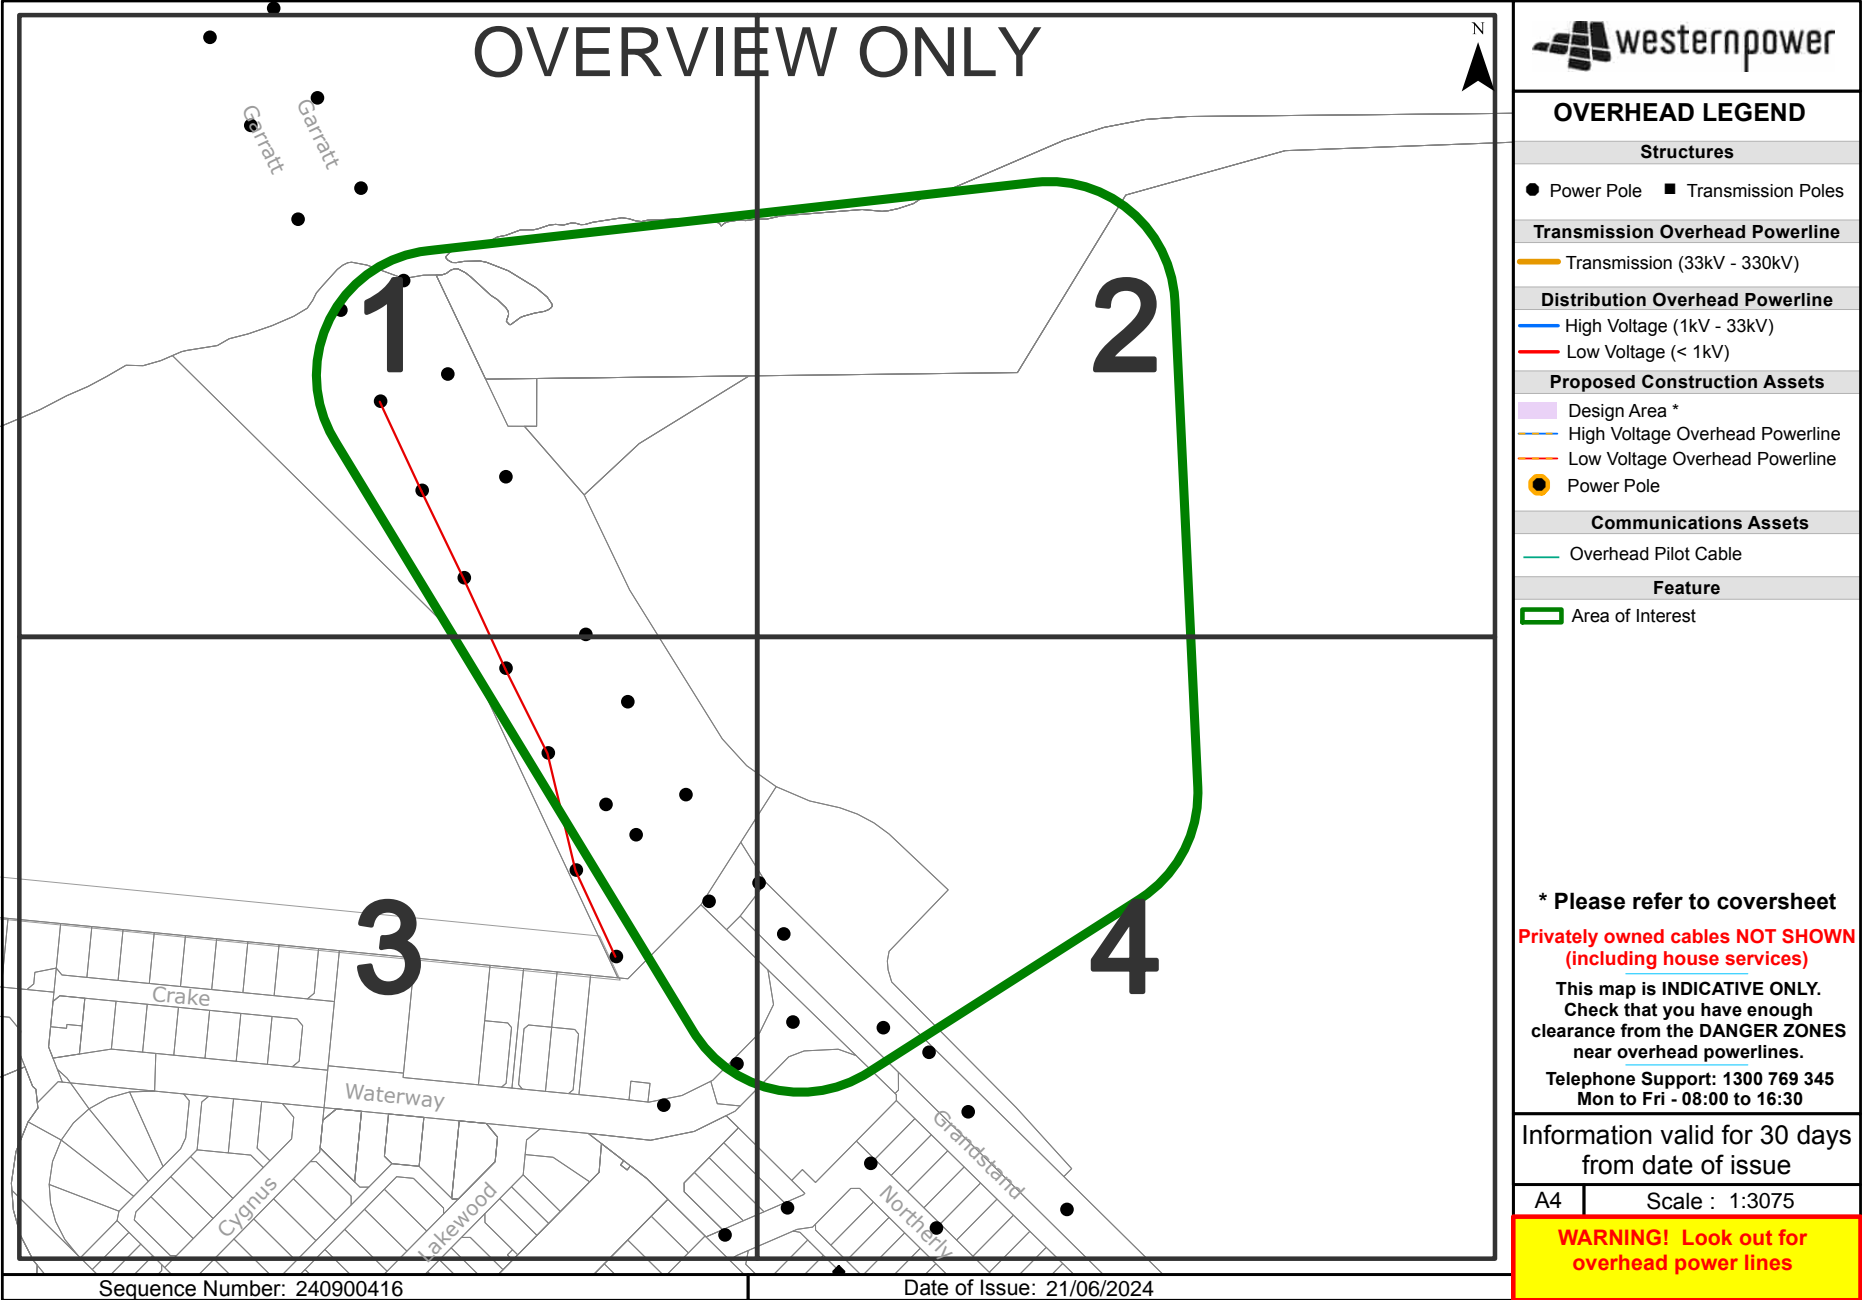 OVERVIEW ONLY
N
Garratt
Garratt
1
2
3
4
Crake
Waterway
Cygnus
Lakewood
Grandstand
Northerly
westernpower
OVERHEAD LEGEND
Structures
Power Pole
Transmission Poles
Transmission Overhead Powerline
Transmission (33kV - 330kV)
Distribution Overhead Powerline
High Voltage (1kV - 33kV)
Low Voltage (< 1kV)
Proposed Construction Assets
Design Area *
High Voltage Overhead Powerline
Low Voltage Overhead Powerline
Power Pole
Communications Assets
Overhead Pilot Cable
Feature
Area of Interest
* Please refer to coversheet
Privately owned cables NOT SHOWN
(including house services)
This map is INDICATIVE ONLY.
Check that you have enough
clearance from the DANGER ZONES
near overhead powerlines.
Telephone Support: 1300 769 345
Mon to Fri - 08:00 to 16:30
Information valid for 30 days
from date of issue
A4
Scale : 1:3075
WARNING! Look out for
overhead power lines
Sequence Number: 240900416
Date of Issue: 21/06/2024